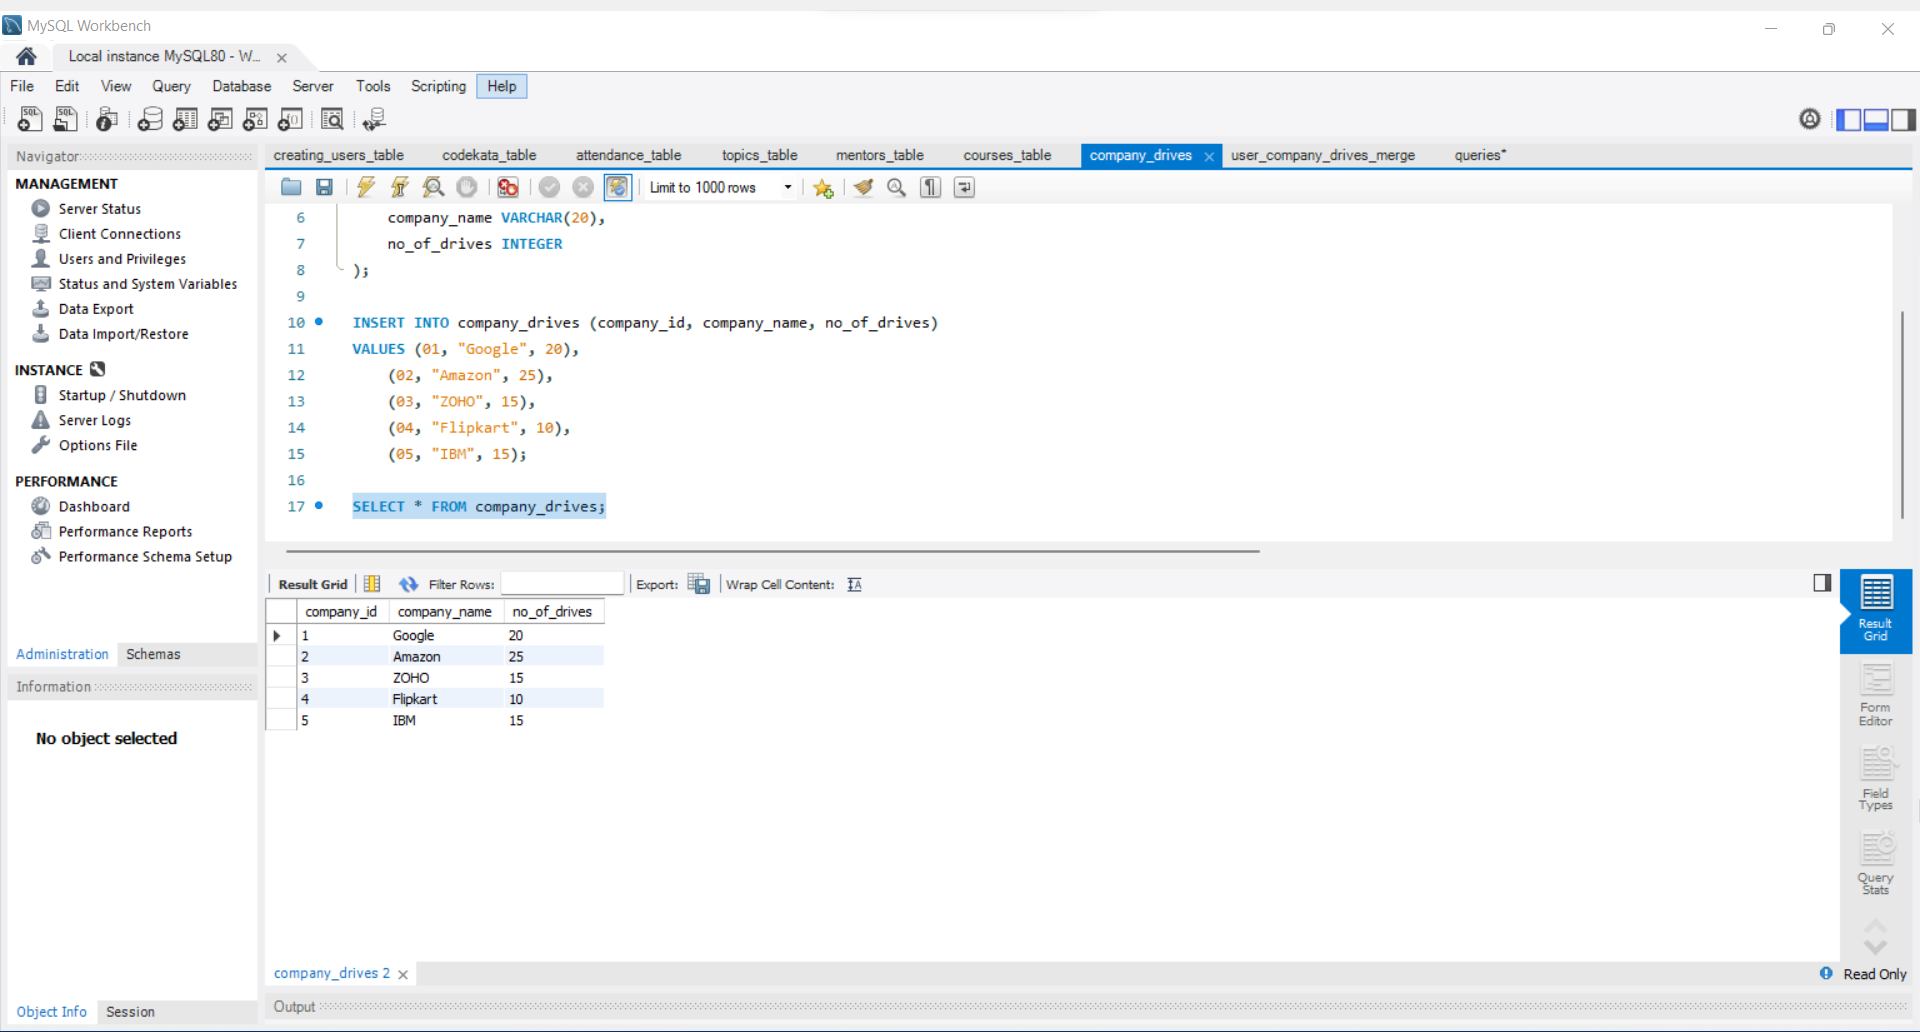 MySQL Workbench
Local instance MySQL80 - W...
File Edit View Query Database Server Tools Scripting Help
Navigator
MANAGEMENT
Server Status
Client Connections
Users and Privileges
Status and System Variables
Data Export
Data Import/Restore
INSTANCE
Startup / Shutdown
Server Logs
Options File
PERFORMANCE
Dashboard
Performance Reports
Performance Schema Setup
Administration Schemas
Information
No object selected
Object Info Session
creating_users_table codekata_table attendance_table topics_table mentors_table courses_table company_drives user_company_drives_merge queries*
Limit to 1000 rows
6 company_name VARCHAR(20),
7 no_of_drives INTEGER
8 );
9
10 INSERT INTO company_drives (company_id, company_name, no_of_drives)
11 VALUES (01, "Google", 20),
12 (02, "Amazon", 25),
13 (03, "ZOHO", 15),
14 (04, "Flipkart", 10),
15 (05, "IBM", 15);
16
17 SELECT * FROM company_drives;
Result Grid Filter Rows: Export: Wrap Cell Content:
company_id company_name no_of_drives
1 Google 20
2 Amazon 25
3 ZOHO 15
4 Flipkart 10
5 IBM 15
Result
Grid
Form
Editor
Field
Types
Query
Stats
company_drives 2
Read Only
Output